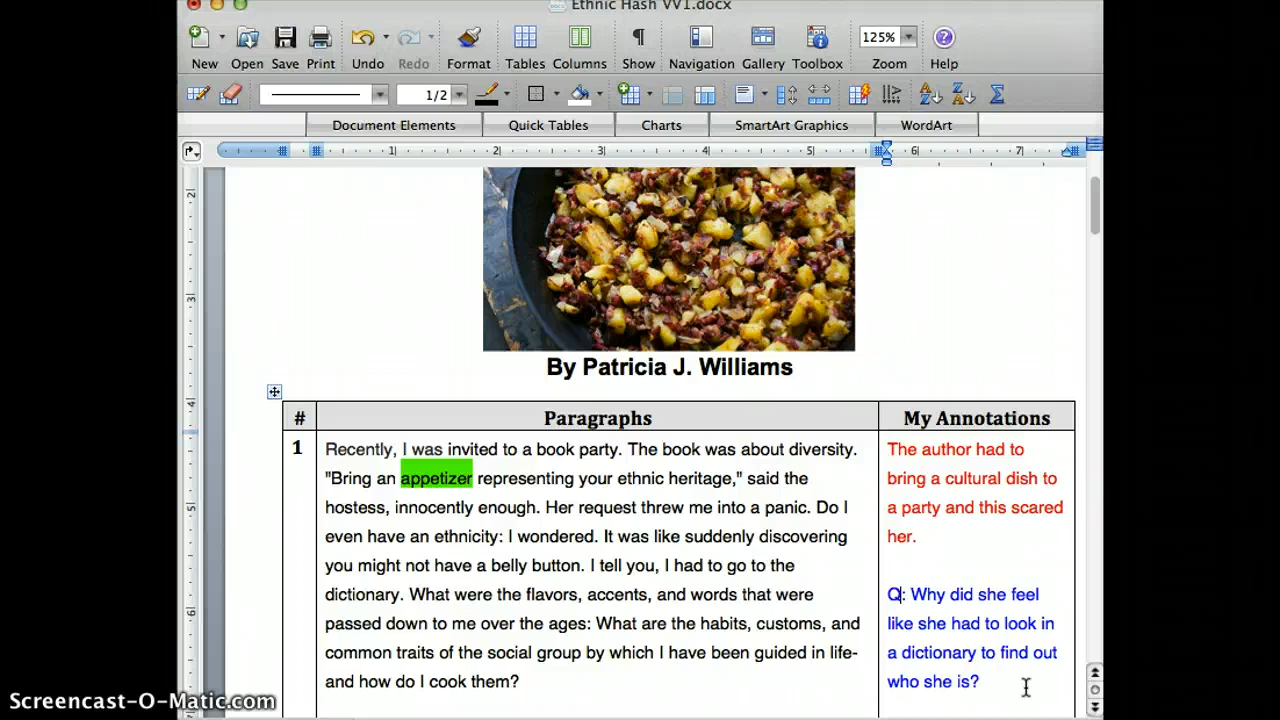 Ethnic Hash VV1.docx
New Open Save Print Undo Redo Format Tables Columns Show Navigation Gallery Toolbox 125% Zoom Help
1/2
Document Elements Quick Tables Charts SmartArt Graphics WordArt
1 2 3 4 5 6 7
By Patricia J. Williams
# Paragraphs My Annotations
1
Recently, I was invited to a book party. The book was about diversity.
"Bring an appetizer representing your ethnic heritage," said the
hostess, innocently enough. Her request threw me into a panic. Do I
even have an ethnicity: I wondered. It was like suddenly discovering
you might not have a belly button. I tell you, I had to go to the
dictionary. What were the flavors, accents, and words that were
passed down to me over the ages: What are the habits, customs, and
common traits of the social group by which I have been guided in life-
and how do I cook them?
The author had to
bring a cultural dish to
a party and this scared
her.
Q: Why did she feel
like she had to look in
a dictionary to find out
who she is?
Screencast-O-Matic.com